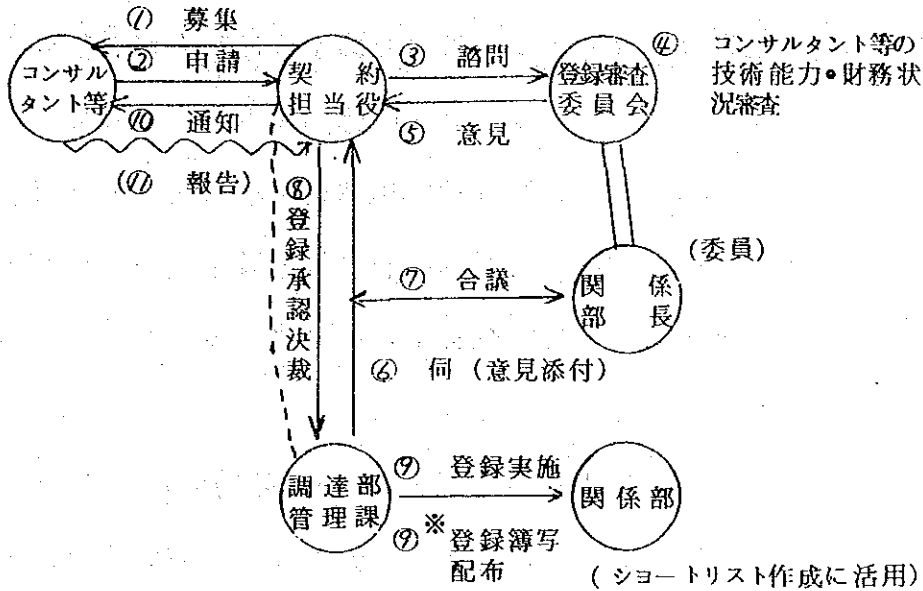 ① 募集
② 申請
コンサル
タント等
⑩ 通知
(⑪ 報告)
契約
担当役
③ 諮問
⑤ 意見
登録審査
委員会
④ コンサルタント等の
技術能力・財務状
況審査
(委員)
関係
部長
⑦ 合議
⑧登録承認決裁
⑥ 伺(意見添付)
調達部
管理課
⑨ 登録実施
⑨※登録簿写
配布
関係部
(ショートリスト作成に活用)